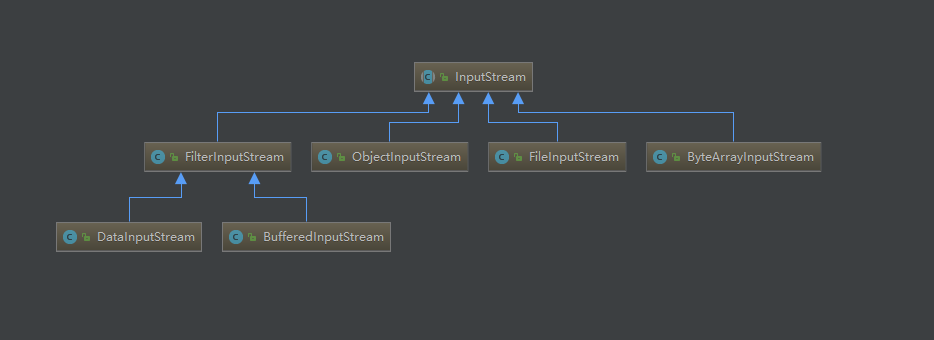 C InputStream
C FilterInputStream
C ObjectInputStream
C FileInputStream
C ByteArrayInputStream
C DataInputStream
C BufferedInputStream